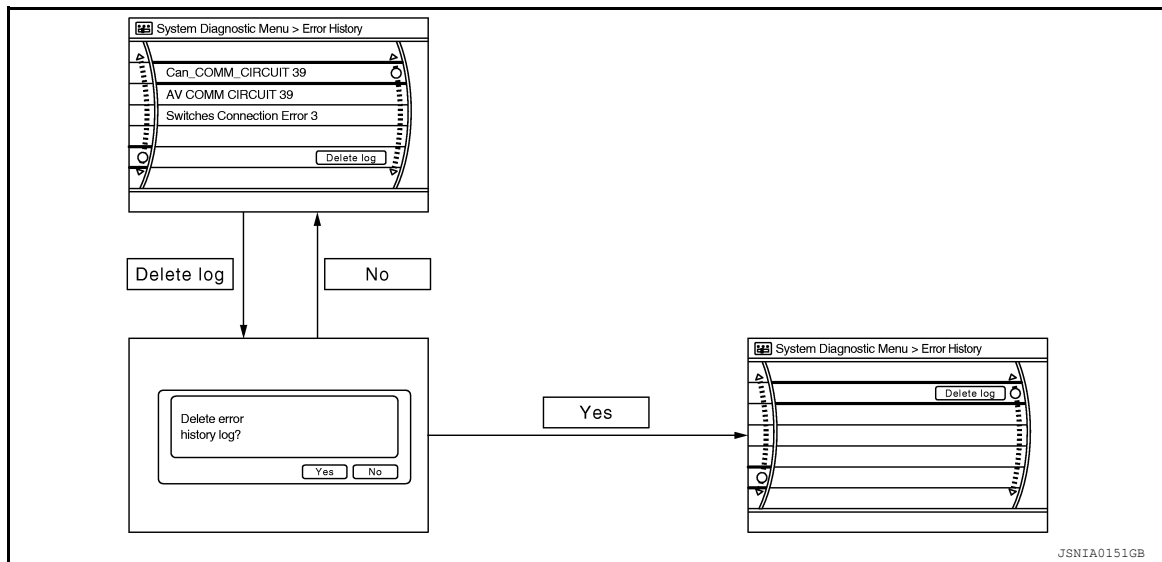 System Diagnostic Menu > Error History
Can_COMM_CIRCUIT 39
AV COMM CIRCUIT 39
Switches Connection Error 3
Delete log
Delete log
No
Delete error
history log?
Yes No
Yes
System Diagnostic Menu > Error History
Delete log
JSNIA0151GB